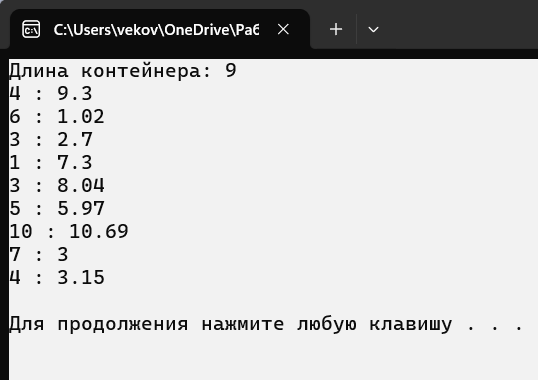 C:\Users\vekov\OneDrive\Ра
Длина контейнера: 9
4 : 9.3
6 : 1.02
3 : 2.7
1 : 7.3
3 : 8.04
5 : 5.97
10 : 10.69
7 : 3
4 : 3.15
Для продолжения нажмите любую клавишу . . .